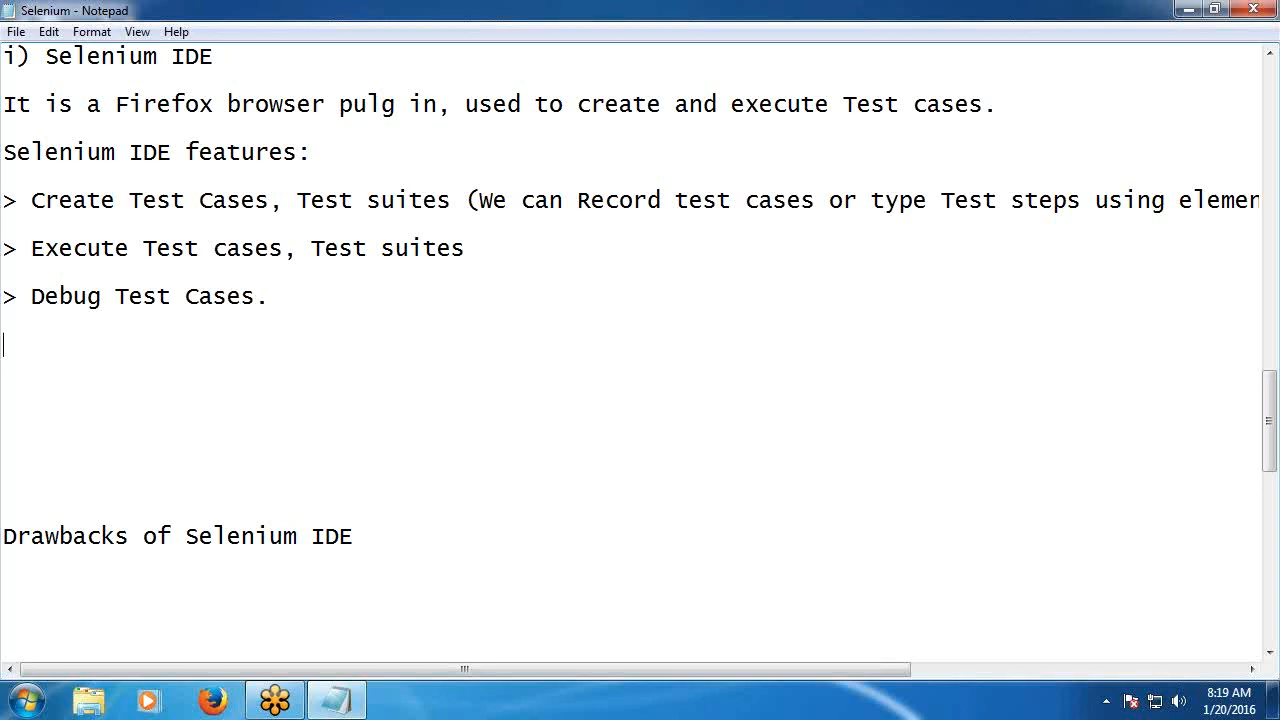 Selenium - Notepad
File Edit Format View Help
i) Selenium IDE
It is a Firefox browser pulg in, used to create and execute Test cases.
Selenium IDE features:
> Create Test Cases, Test suites (We can Record test cases or type Test steps using elemen
> Execute Test cases, Test suites
> Debug Test Cases.
Drawbacks of Selenium IDE
8:19 AM
1/20/2016